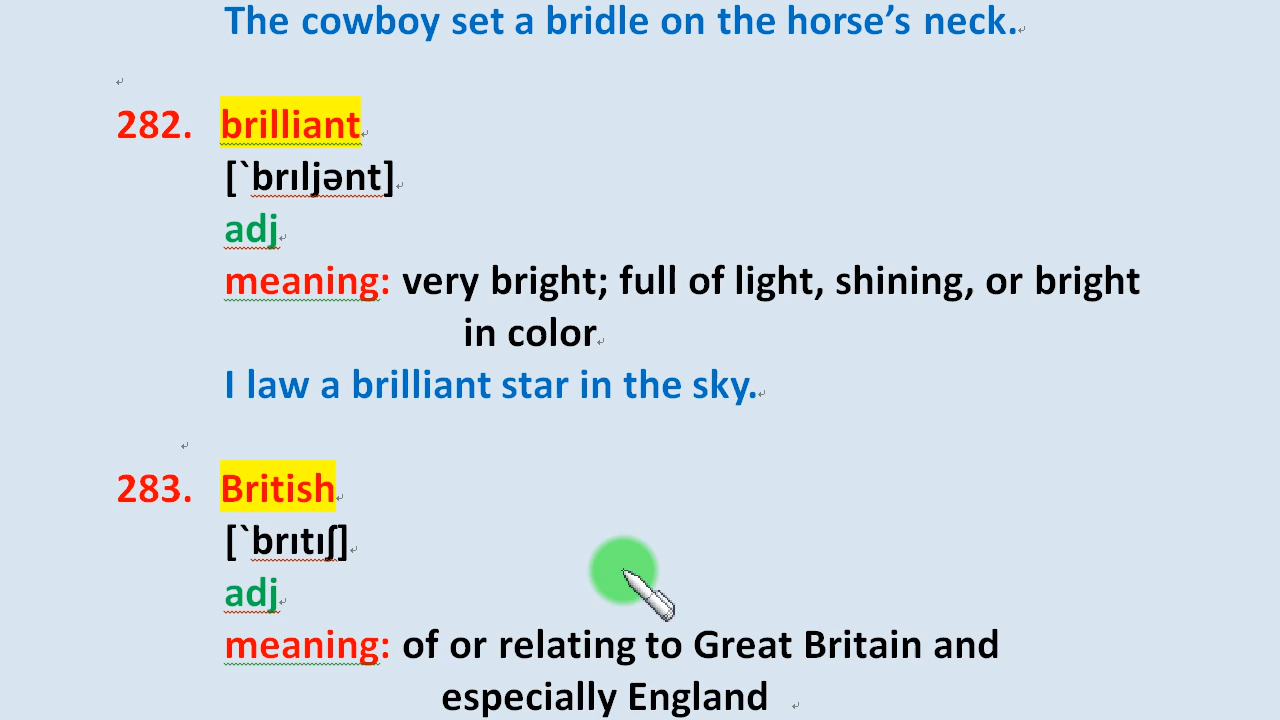 The cowboy set a bridle on the horse’s neck.
282. brilliant
[`brɪljənt]
adj
meaning: very bright; full of light, shining, or bright
in color
I law a brilliant star in the sky.
283. British
[`brɪtɪʃ]
adj
meaning: of or relating to Great Britain and
especially England